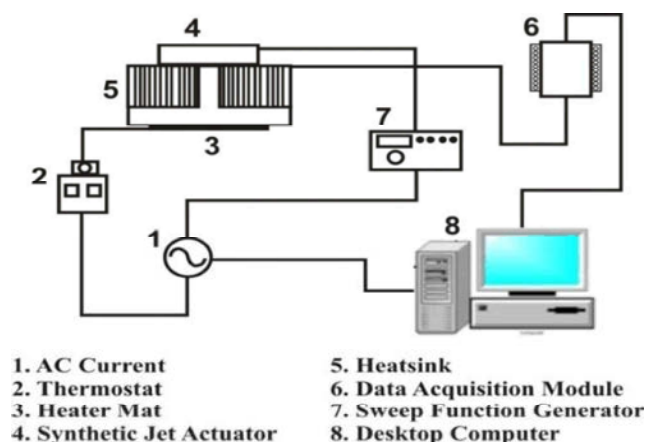 4
6
5
7
3
2
8
1
1. AC Current
2. Thermostat
3. Heater Mat
4. Synthetic Jet Actuator
5. Heatsink
6. Data Acquisition Module
7. Sweep Function Generator
8. Desktop Computer